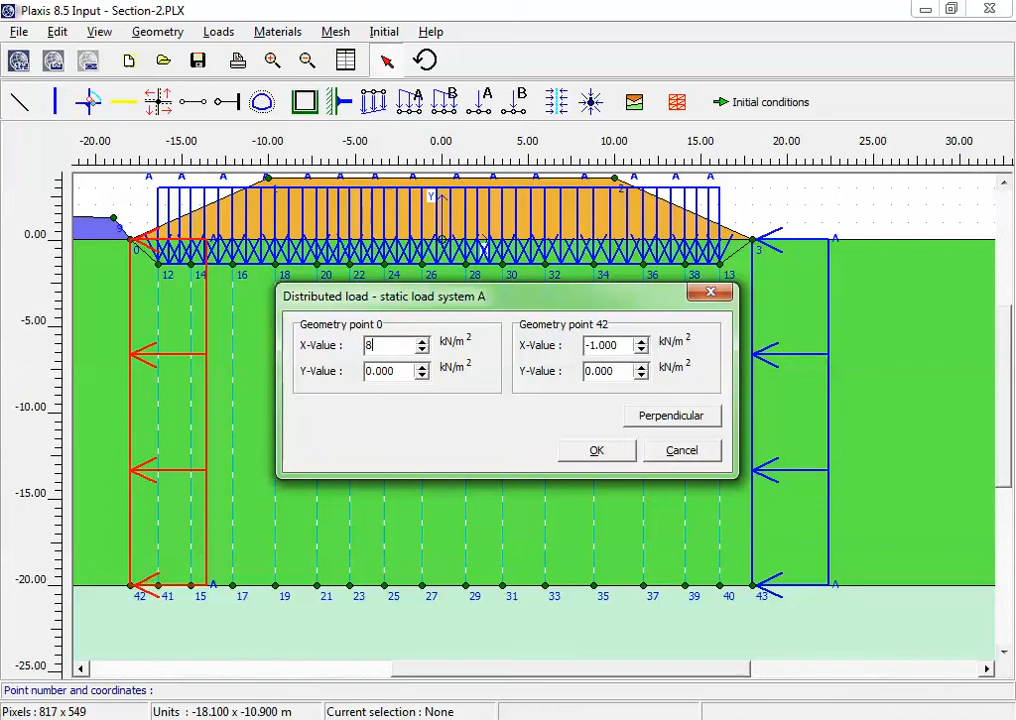 Plaxis 8.5 Input - Section-2.PLX
File Edit View Geometry Loads Materials Mesh Initial Help
A B A B Initial conditions
-20.00 -15.00 -10.00 -5.00 0.00 5.00 10.00 15.00 20.00 25.00 30.00
A A A A A A A A A A A A A
Y 2
9
0.00 0 A x 3 A
12 14 16 18 20 22 24 26 28 30 32 34 36 38 13
Distributed load - static load system A
Geometry point 0 Geometry point 42
X-Value : 8 kN/m 2 X-Value : -1.000 kN/m 2
Y-Value : 0.000 kN/m 2 Y-Value : 0.000 kN/m 2
Perpendicular
OK Cancel
-5.00
-10.00
-15.00
-20.00 A A
42 41 15 17 19 21 23 25 27 29 31 33 35 37 39 40 43
-25.00
Point number and coordinates :
Pixels : 817 x 549 Units : -18.100 x -10.900 m Current selection : None